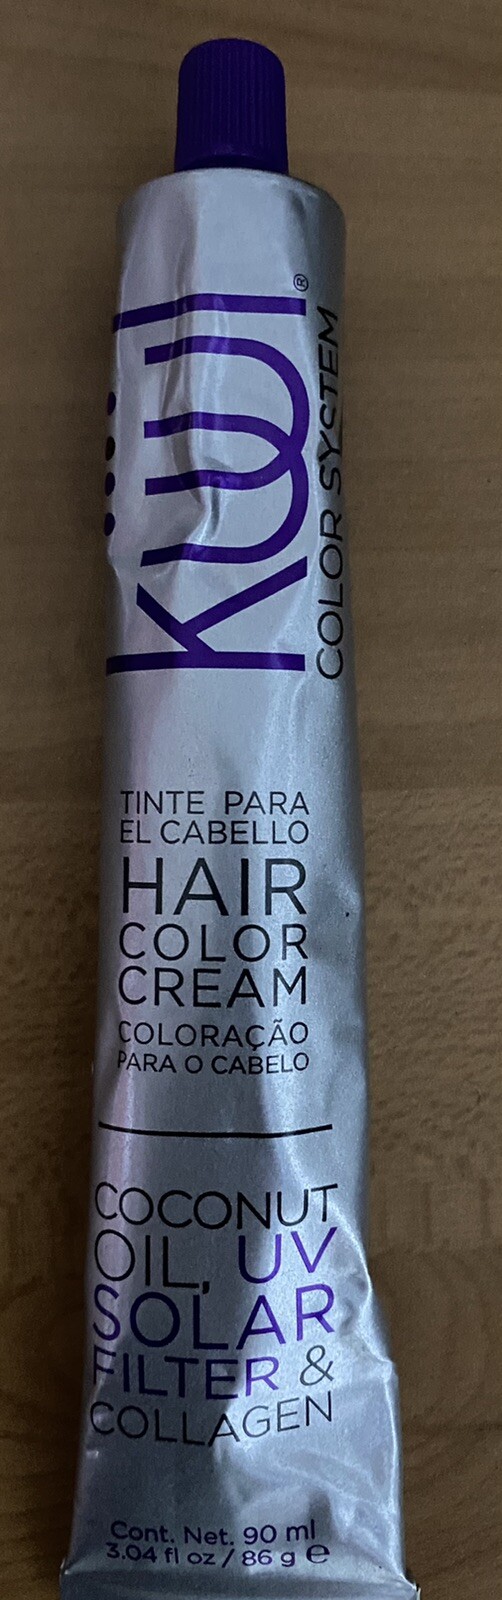 küül®
COLOR SYSTEM
TINTE PARA
EL CABELLO
HAIR
COLOR
CREAM
COLORAÇÃO
PARA O CABELO
COCONUT
OIL, UV
SOLAR
FILTER &
COLLAGEN
Cont. Net. 90 ml
3.04 fl oz / 86 g e